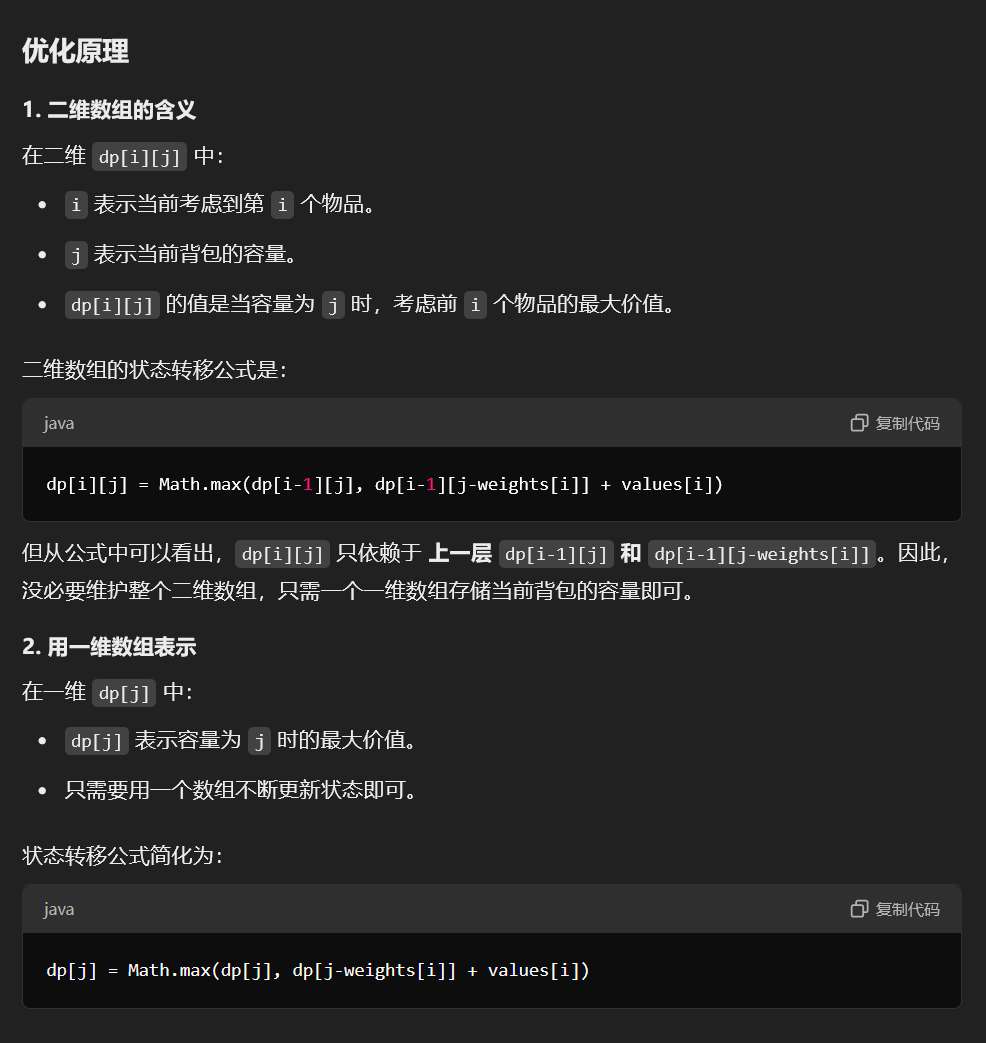 优化原理
1. 二维数组的含义
在二维 dp[i][j] 中：
i 表示当前考虑到第 i 个物品。
j 表示当前背包的容量。
dp[i][j] 的值是当容量为 j 时，考虑前 i 个物品的最大价值。
二维数组的状态转移公式是：
java 复制代码
dp[i][j] = Math.max(dp[i-1][j], dp[i-1][j-weights[i]] + values[i])
但从公式中可以看出，dp[i][j] 只依赖于 上一层 dp[i-1][j] 和 dp[i-1][j-weights[i]]。因此，
没必要维护整个二维数组，只需一个一维数组存储当前背包的容量即可。
2. 用一维数组表示
在一维 dp[j] 中：
dp[j] 表示容量为 j 时的最大价值。
只需要用一个数组不断更新状态即可。
状态转移公式简化为：
java 复制代码
dp[j] = Math.max(dp[j], dp[j-weights[i]] + values[i])